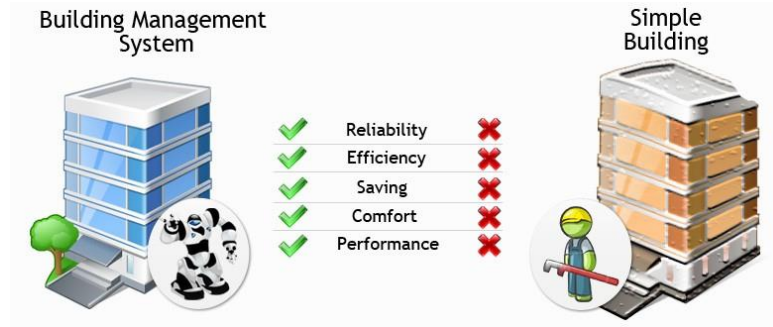 Building Management
System
Simple
Building
Reliability
Efficiency
Saving
Comfort
Performance